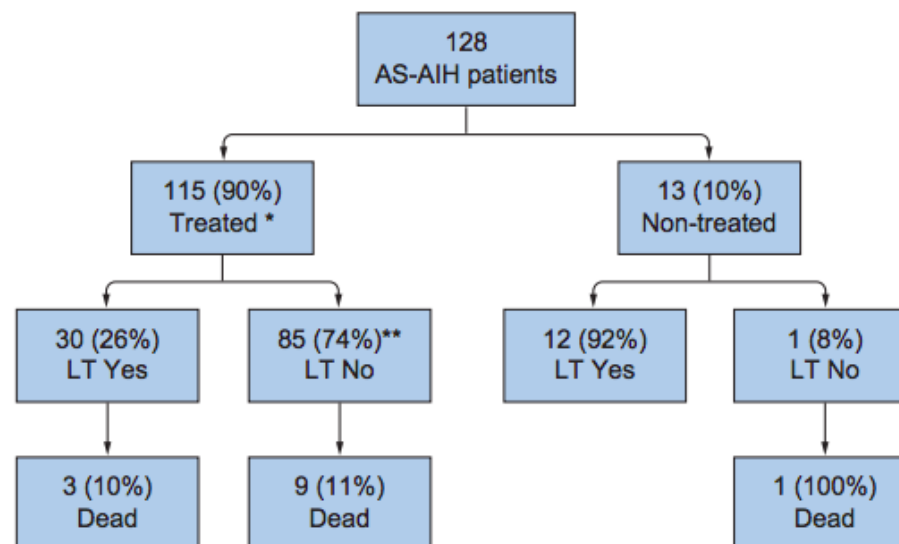 128
AS-AIH patients
115 (90%)
Treated *
13 (10%)
Non-treated
30 (26%)
LT Yes
85 (74%)**
LT No
12 (92%)
LT Yes
1 (8%)
LT No
3 (10%)
Dead
9 (11%)
Dead
1 (100%)
Dead